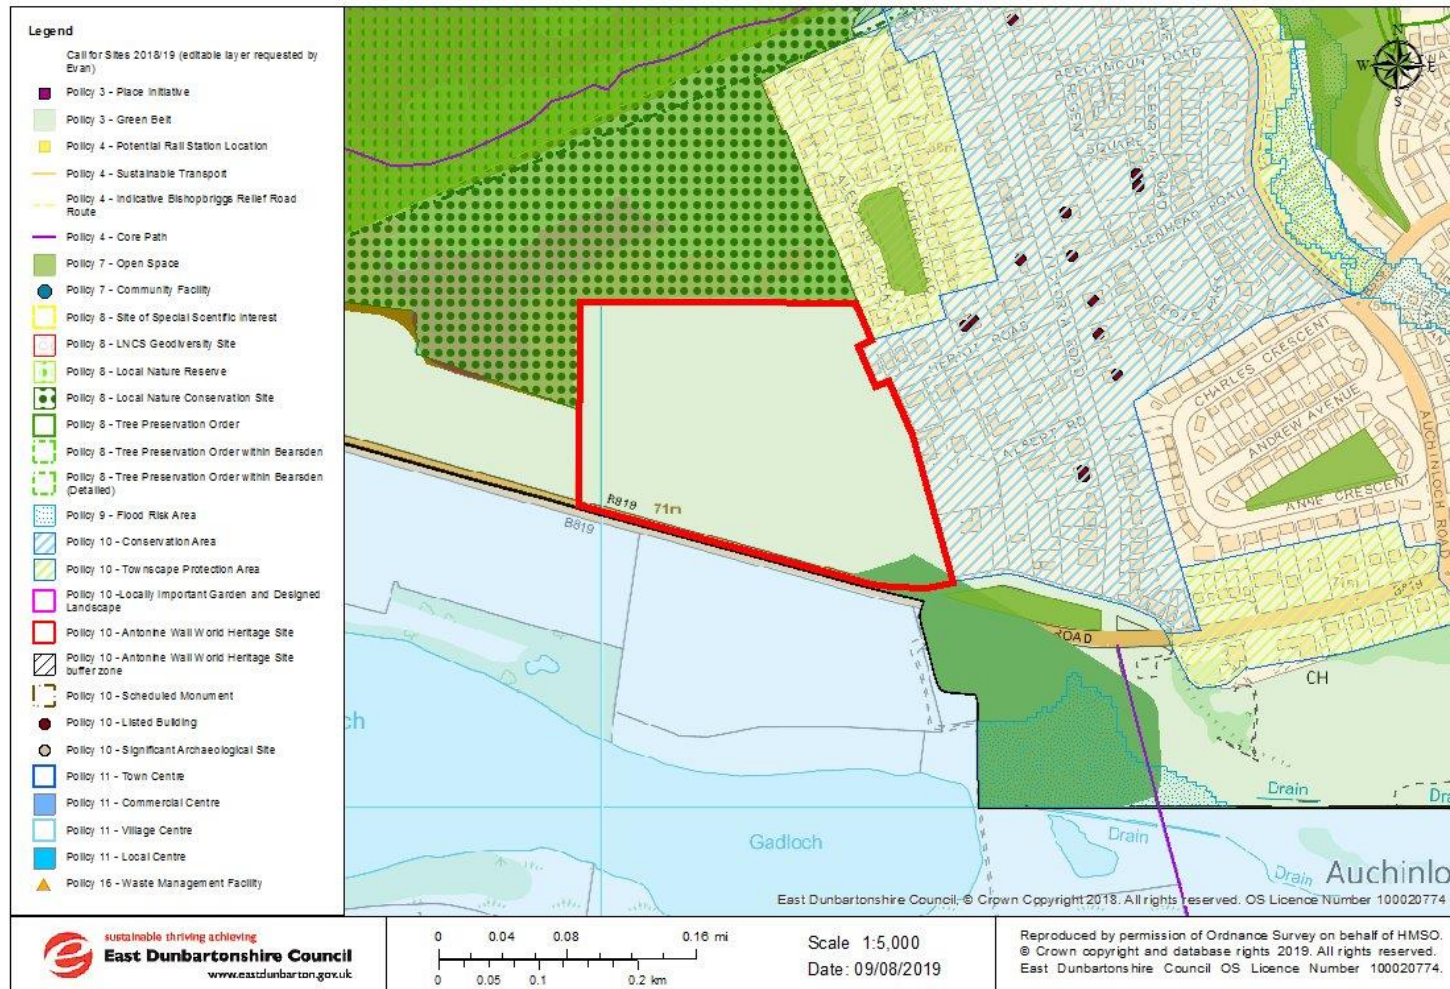 Legend
Call for Sites 2018/19 (editable layer requested by
Evan)
Policy 3 - Place Initiative
Policy 3 - Green Belt
Policy 4 - Potential Rail Station Location
Policy 4 - Sustainable Transport
Policy 4 - Indicative Bishopbriggs Relief Road
Route
Policy 4 - Core Path
Policy 7 - Open Space
Policy 7 - Community Facility
Policy 8 - Site of Special Scientific Interest
Policy 8 - LNCS Geodiversity Site
Policy 8 - Local Nature Reserve
Policy 8 - Local Nature Conservation Site
Policy 8 - Tree Preservation Order
Policy 8 - Tree Preservation Order within Bearsden
Policy 8 - Tree Preservation Order within Bearsden
(Detailed)
Policy 9 - Flood Risk Area
Policy 10 - Conservation Area
Policy 10 - Townscape Protection Area
Policy 10 -Locally Important Garden and Designed
Landscape
Policy 10 - Antonine Wall World Heritage Site
Policy 10 - Antonine Wall World Heritage Site
buffer zone
Policy 10 - Scheduled Monument
Policy 10 - Listed Building
Policy 10 - Significant Archaeological Site
Policy 11 - Town Centre
Policy 11 - Commercial Centre
Policy 11 - Village Centre
Policy 11 - Local Centre
Policy 16 - Waste Management Facility
N
W E
S
BEECHMOUNT ROAD
SQUARE
GLENHEAD ROAD
CLOSE
HERIOT ROAD
ALBERT RD
CHARLES CRESCENT
ANDREW AVENUE
ANNE CRESCENT
AUCHINLOCH ROAD
B819
71m
B819
ROAD
CH
ch
Gadloch
Drain
Drain
Drain
Auchinlo
East Dunbartonshire Council, © Crown Copyright 2018. All rights reserved. OS Licence Number 100020774
sustainable thriving achieving
East Dunbartonshire Council
www.eastdunbarton.gov.uk
0 0.04 0.08 0.16 mi
0 0.05 0.1 0.2 km
Scale 1:5,000
Date: 09/08/2019
Reproduced by permission of Ordnance Survey on behalf of HMSO.
© Crown copyright and database rights 2019. All rights reserved.
East Dunbartonshire Council OS Licence Number 100020774.